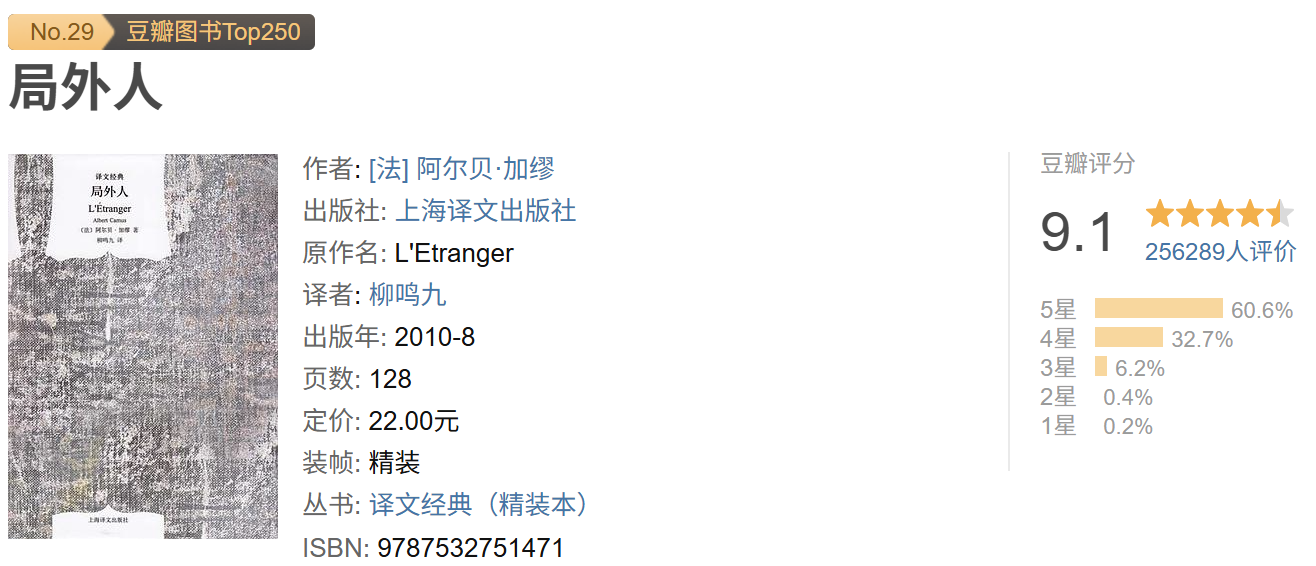 No.29 豆瓣图书Top250
局外人
译文经典
局外人
L'Étranger
Albert Camus
〔法〕阿尔贝·加缪 著
柳鸣九 译
上海译文出版社
作者: [法] 阿尔贝·加缪
出版社: 上海译文出版社
原作名: L'Etranger
译者: 柳鸣九
出版年: 2010-8
页数: 128
定价: 22.00元
装帧: 精装
丛书: 译文经典（精装本）
ISBN: 9787532751471
豆瓣评分
9.1
256289人评价
5星 60.6%
4星 32.7%
3星 6.2%
2星 0.4%
1星 0.2%